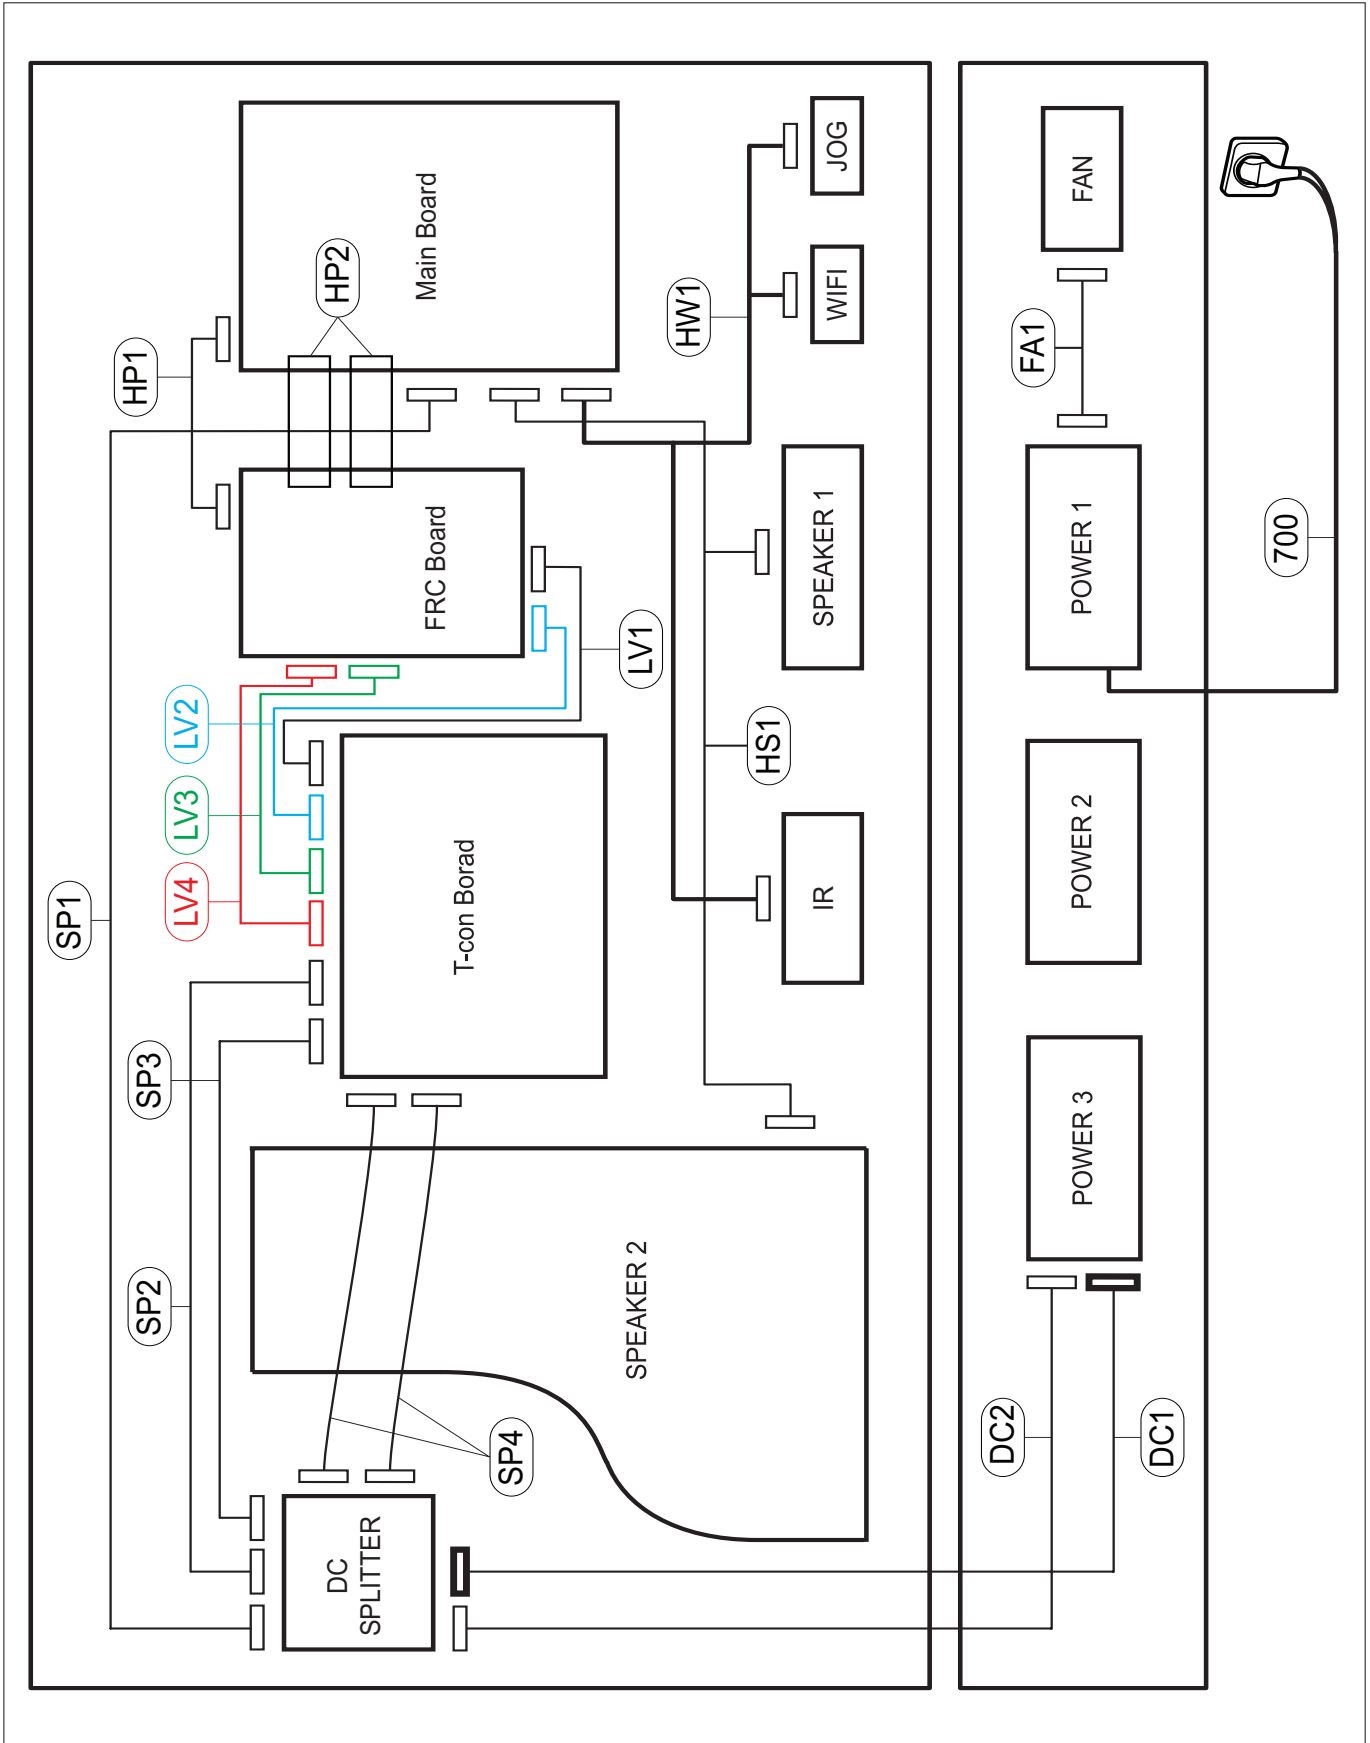 SP1
SP2
SP3
LV4
LV3
LV2
HP1
HP2
DC
SPLITTER
SP4
SPEAKER 2
T-con Borad
FRC Board
Main Board
LV1
HS1
HW1
IR
SPEAKER 1
WIFI
JOG
DC2
DC1
POWER 3
POWER 2
POWER 1
FA1
FAN
700